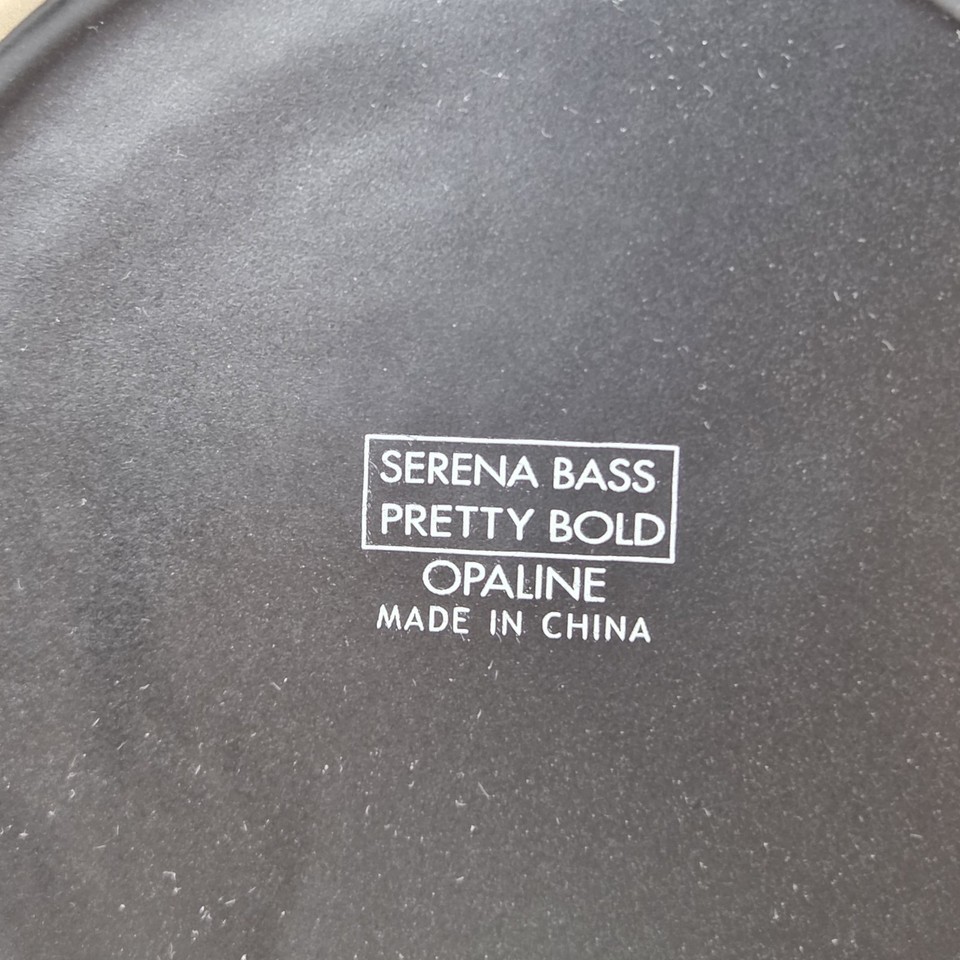 SERENA BASS
PRETTY BOLD
OPALINE
MADE IN CHINA